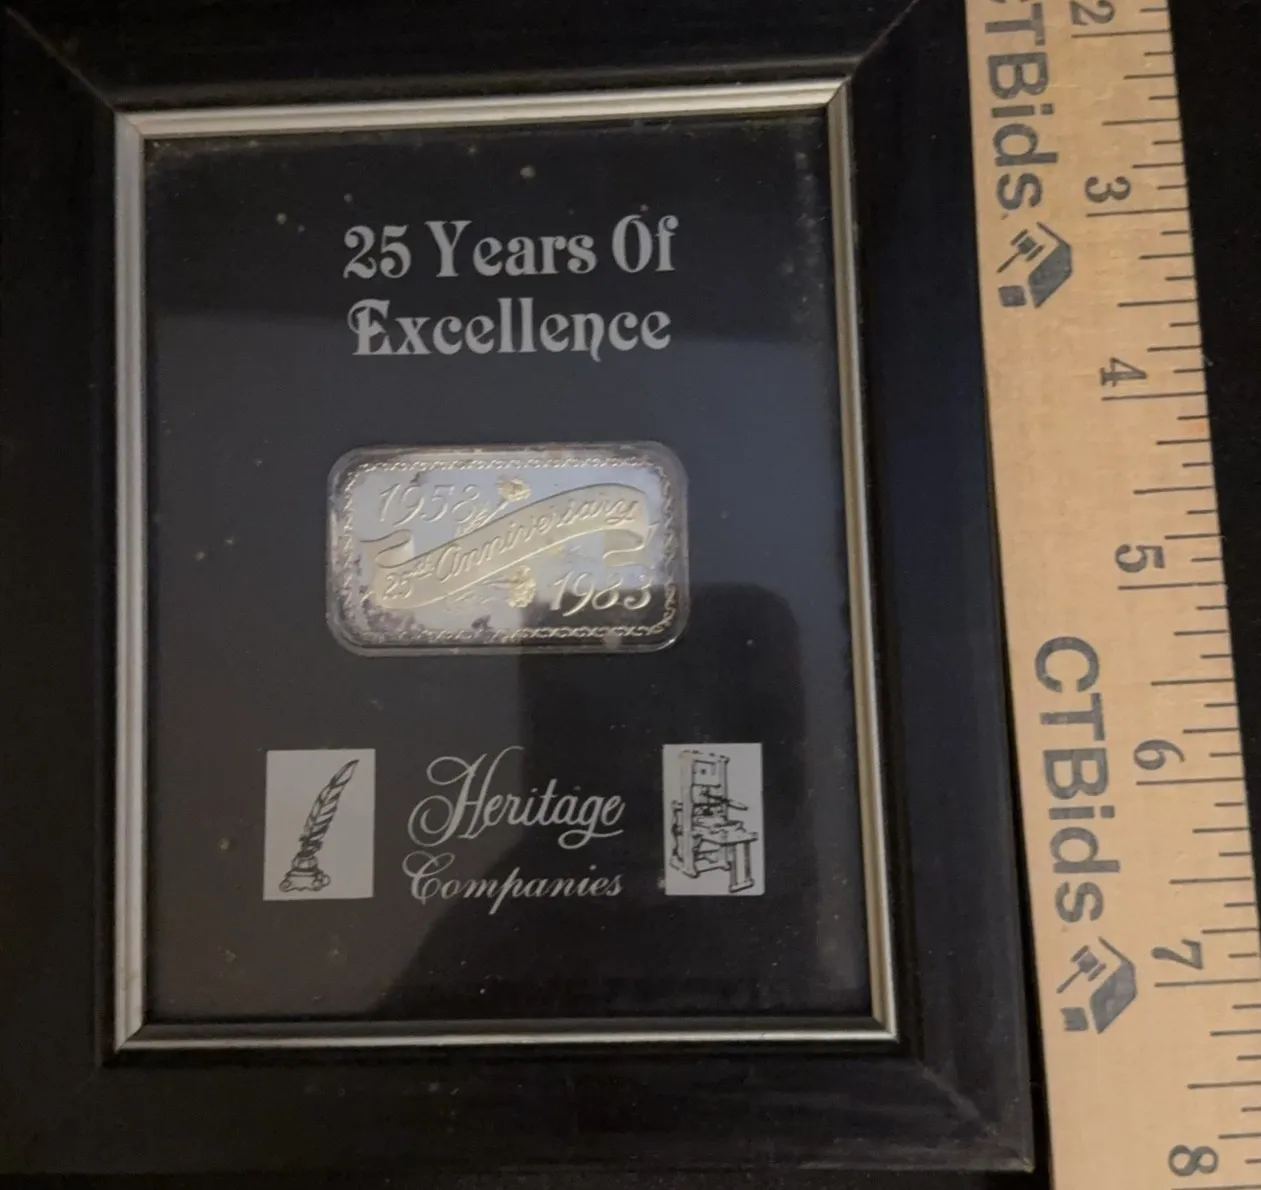 25 Years Of
Excellence
1958
25th Anniversary
1983
Heritage
Companies
CTBids
CTBids
2
3
4
5
6
7
8